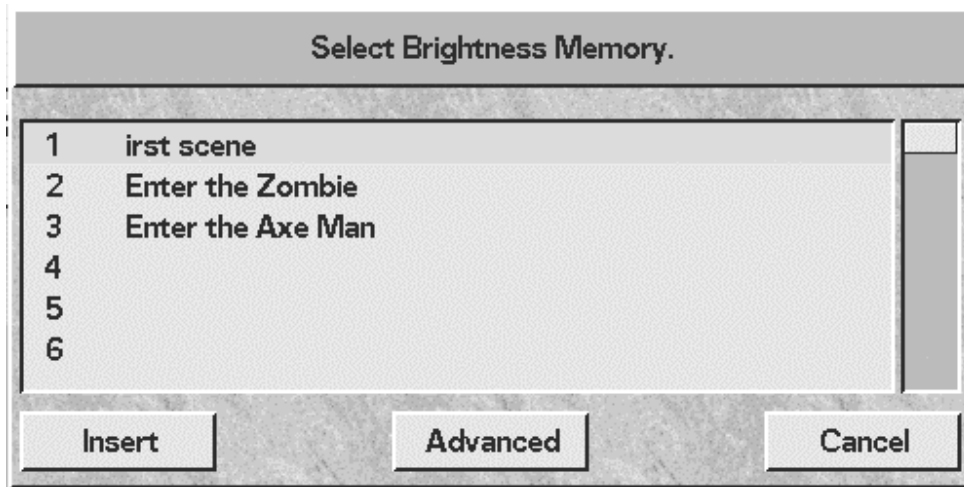 Select Brightness Memory.
1 irst scene
2 Enter the Zombie
3 Enter the Axe Man
4
5
6
Insert Advanced Cancel